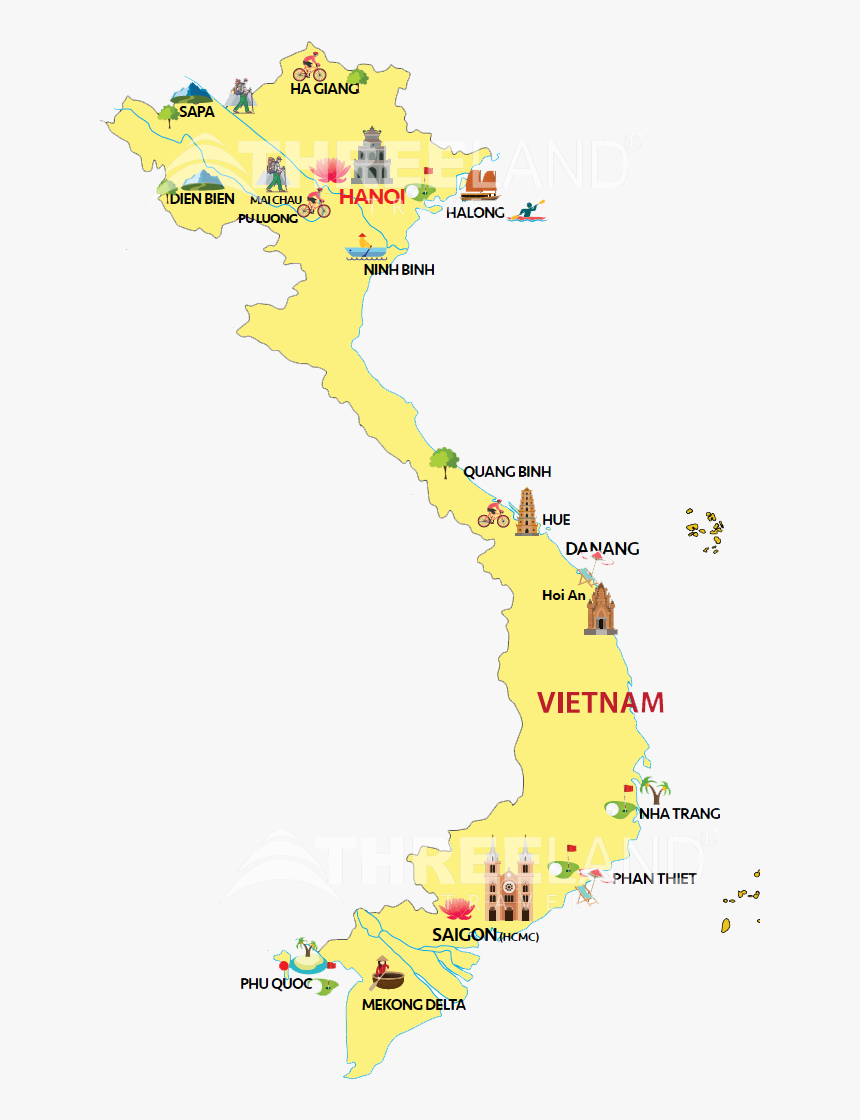 HA GIANG
SAPA
THREELAND
DIEN BIEN
MAI CHAU
HANOI
HALONG
PU LUONG
NINH BINH
QUANG BINH
HUE
DANANG
Hoi An
VIETNAM
NHA TRANG
THREELAND
PHAN THIET
TRAVEL
SAIGON (HCMC)
PHU QUOC
MEKONG DELTA